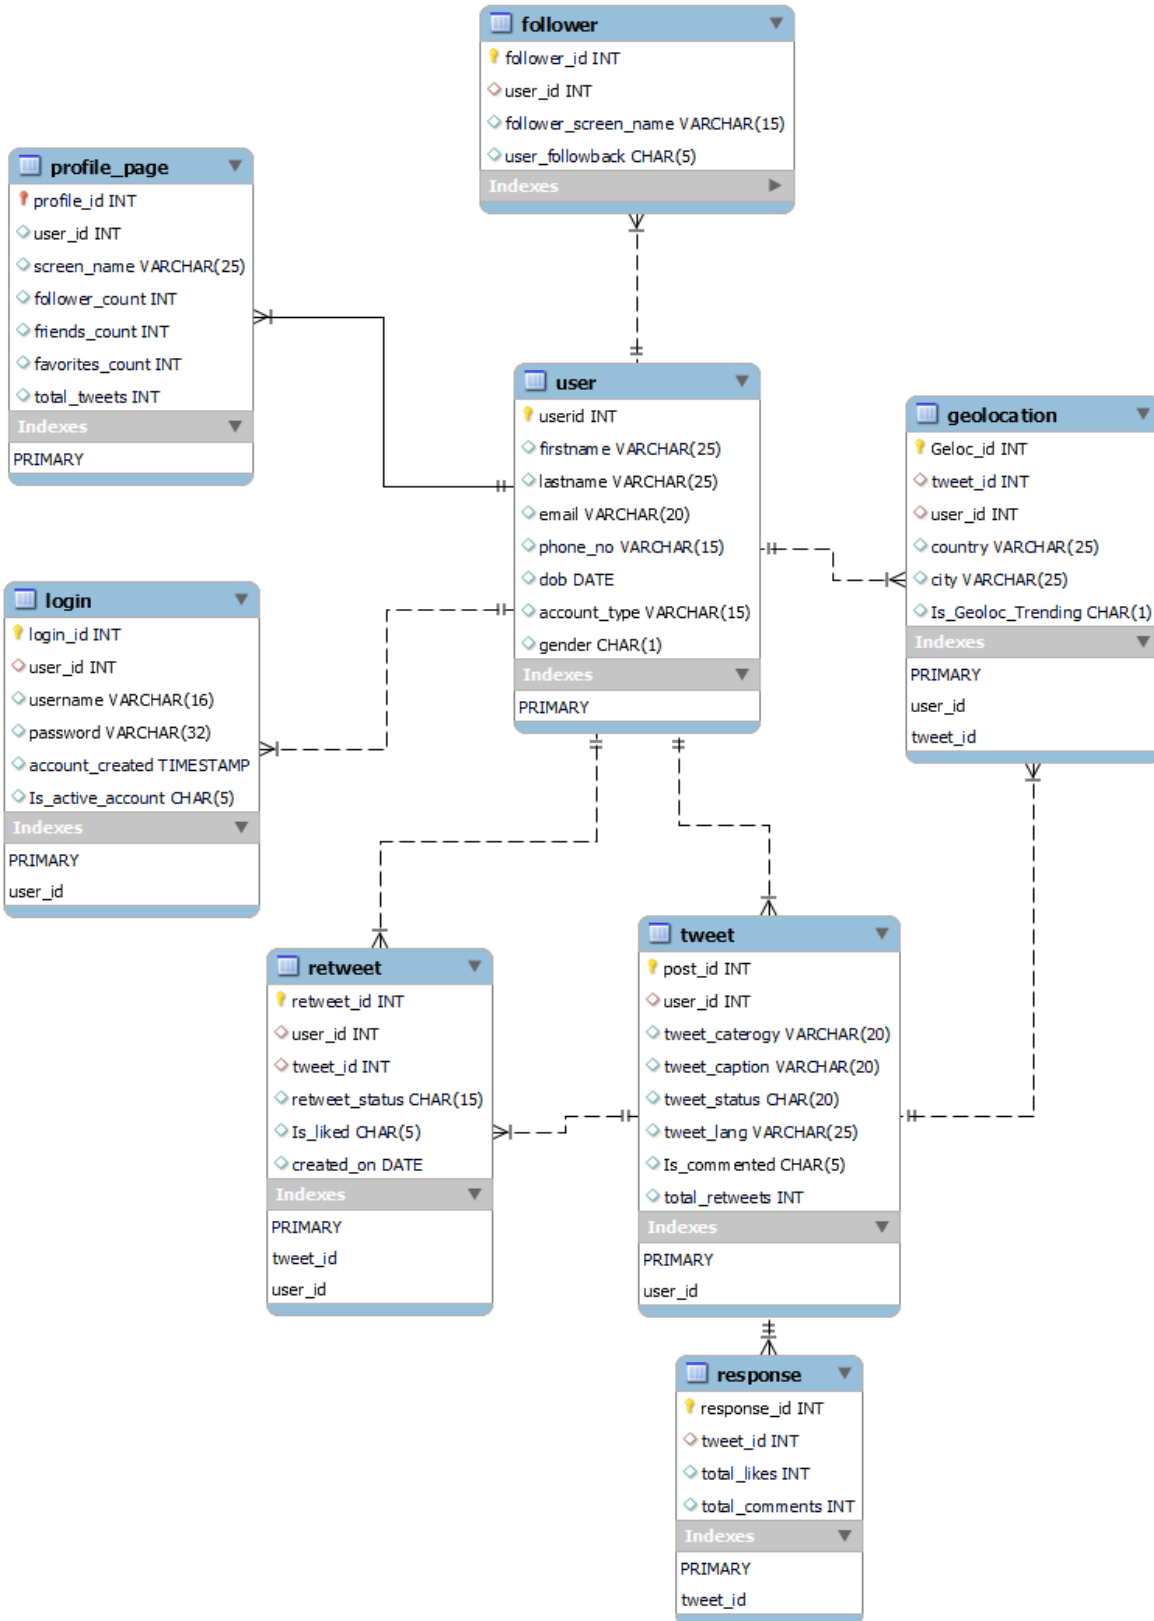 follower
follower_id INT
user_id INT
follower_screen_name VARCHAR(15)
user_followback CHAR(5)
Indexes
profile_page
profile_id INT
user_id INT
screen_name VARCHAR(25)
follower_count INT
friends_count INT
favorites_count INT
total_tweets INT
Indexes
PRIMARY
user
userid INT
firstname VARCHAR(25)
lastname VARCHAR(25)
email VARCHAR(20)
phone_no VARCHAR(15)
dob DATE
account_type VARCHAR(15)
gender CHAR(1)
Indexes
PRIMARY
geolocation
Geloc_id INT
tweet_id INT
user_id INT
country VARCHAR(25)
city VARCHAR(25)
Is_Geoloc_Trending CHAR(1)
Indexes
PRIMARY
user_id
tweet_id
login
login_id INT
user_id INT
username VARCHAR(16)
password VARCHAR(32)
account_created TIMESTAMP
Is_active_account CHAR(5)
Indexes
PRIMARY
user_id
retweet
retweet_id INT
user_id INT
tweet_id INT
retweet_status CHAR(15)
Is_liked CHAR(5)
created_on DATE
Indexes
PRIMARY
tweet_id
user_id
tweet
post_id INT
user_id INT
tweet_caterogy VARCHAR(20)
tweet_caption VARCHAR(20)
tweet_status CHAR(20)
tweet_lang VARCHAR(25)
Is_commented CHAR(5)
total_retweets INT
Indexes
PRIMARY
user_id
response
response_id INT
tweet_id INT
total_likes INT
total_comments INT
Indexes
PRIMARY
tweet_id